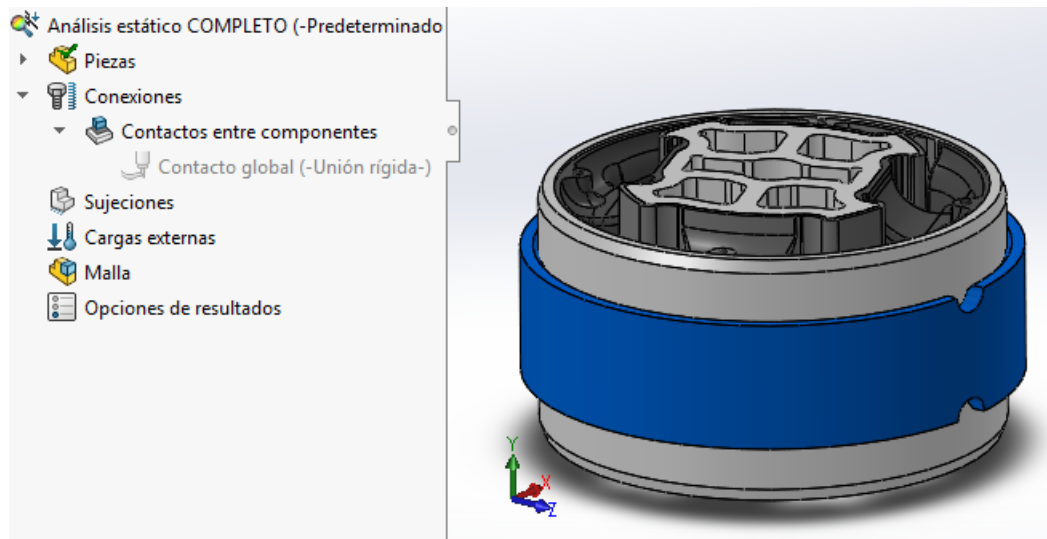 Análisis estático COMPLETO (-Predeterminado
Piezas
Conexiones
Contactos entre componentes
Contacto global (-Unión rígida-)
Sujeciones
Cargas externas
Malla
Opciones de resultados
Y
X
Z